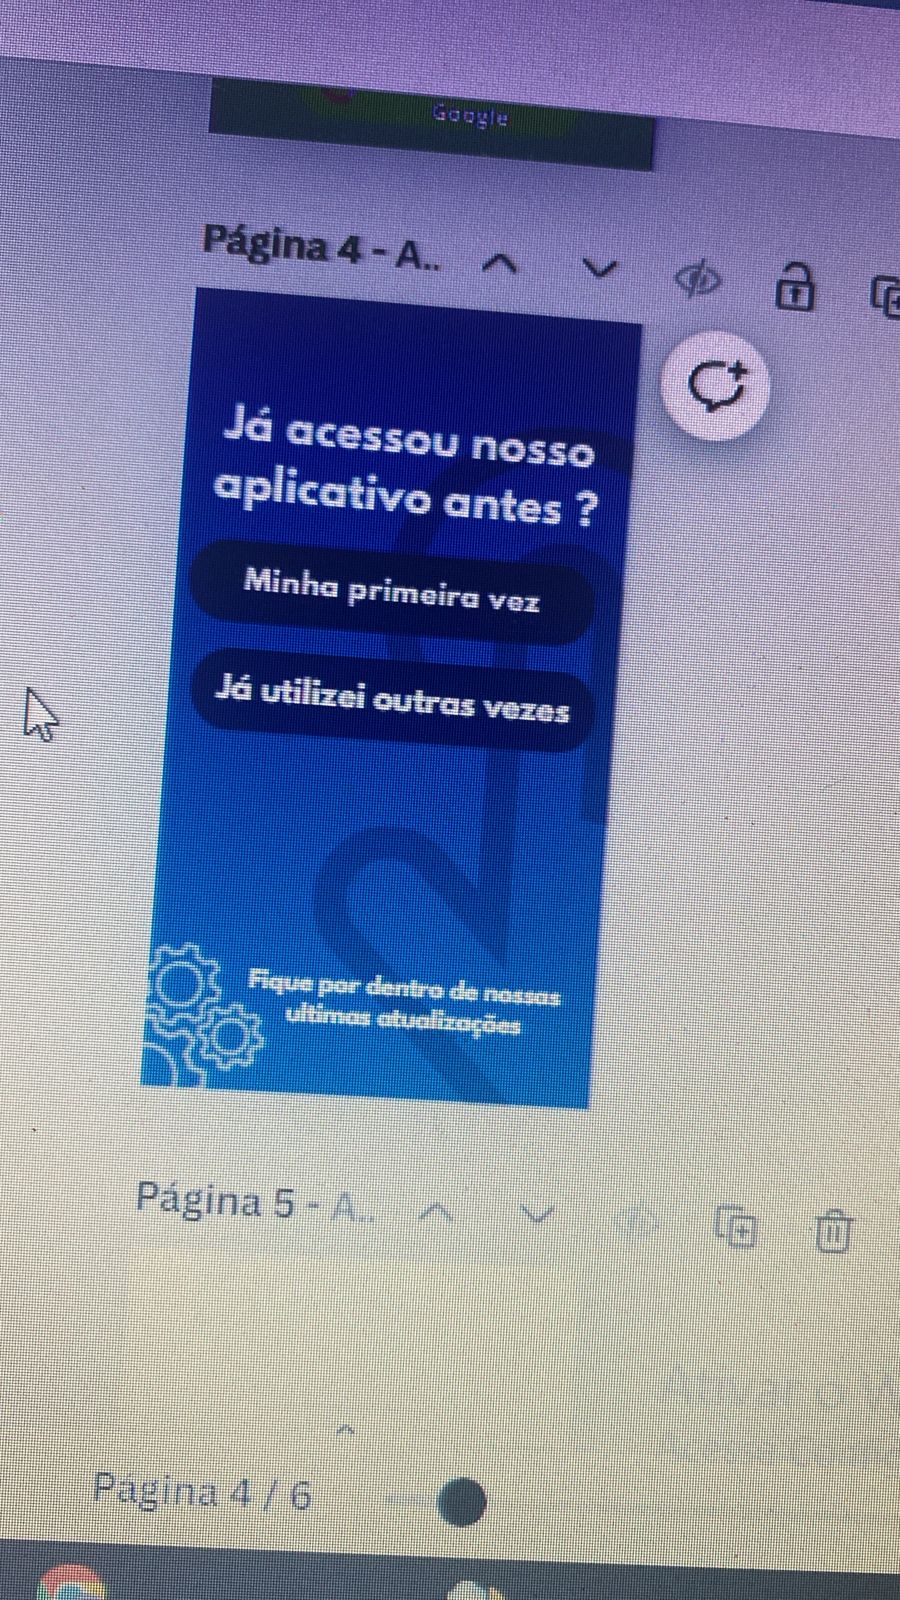 Google
Página 4 - A..
Já acessou nosso
aplicativo antes ?
Minha primeira vez
Já utilizei outras vezes
Fique por dentro de nossas
ultimas atualizações
Página 5 - A..
Ativar o W
Página 4 / 6